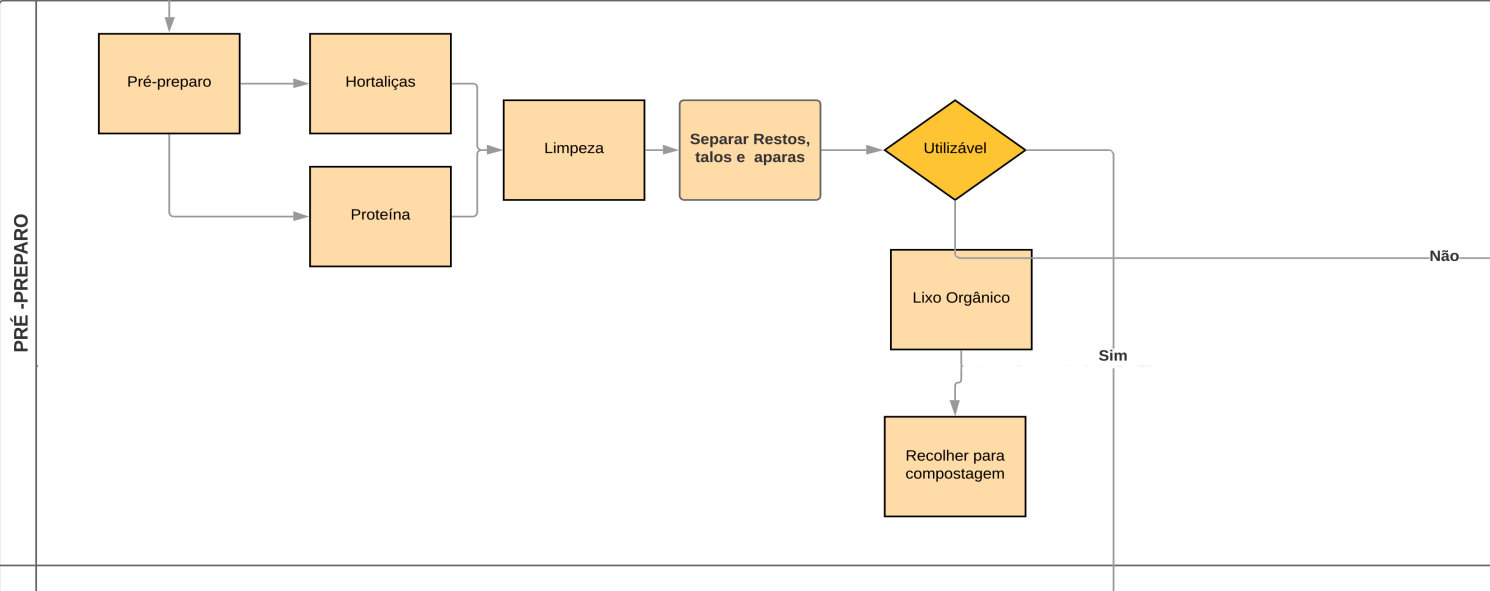 PRÉ -PREPARO
Pré-preparo
Hortaliças
Proteína
Limpeza
Separar Restos,
talos e  aparas
Utilizável
Não
Lixo Orgânico
Sim
Recolher para
compostagem